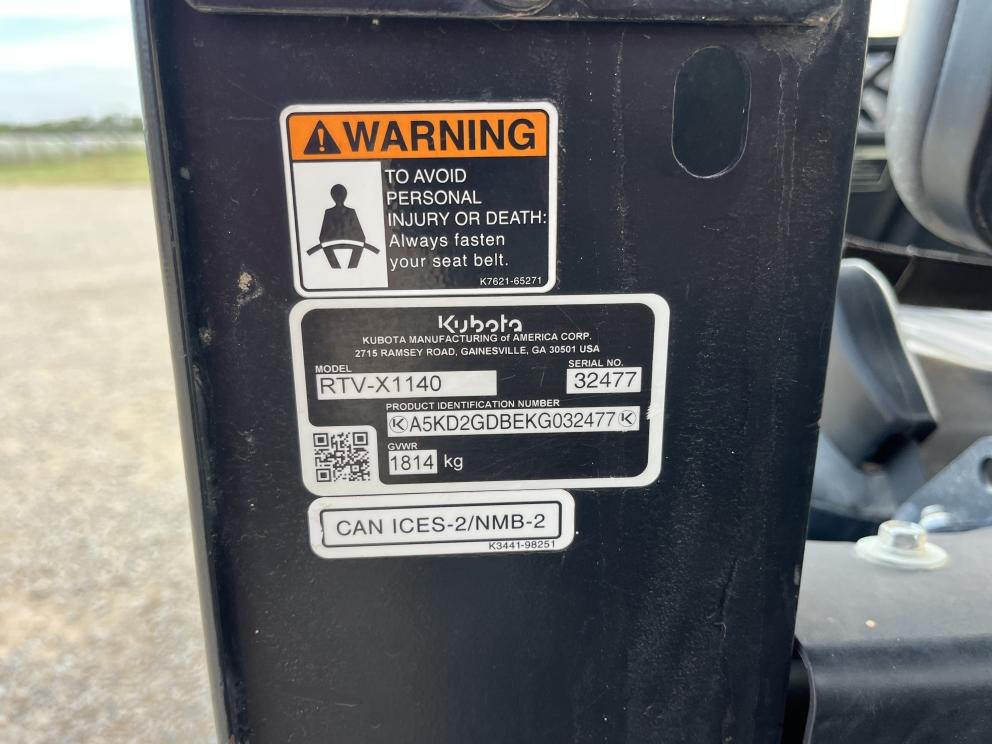 WARNING
TO AVOID
PERSONAL
INJURY OR DEATH:
Always fasten
your seat belt.
K7621-65271
Kubota
KUBOTA MANUFACTURING of AMERICA CORP.
2715 RAMSEY ROAD, GAINESVILLE, GA 30501 USA
MODEL
RTV-X1140
SERIAL NO.
32477
PRODUCT IDENTIFICATION NUMBER
Ⓚ A5KD2GDBEKG032477 Ⓚ
GVWR
1814 kg
CAN ICES-2/NMB-2
K3441-98251